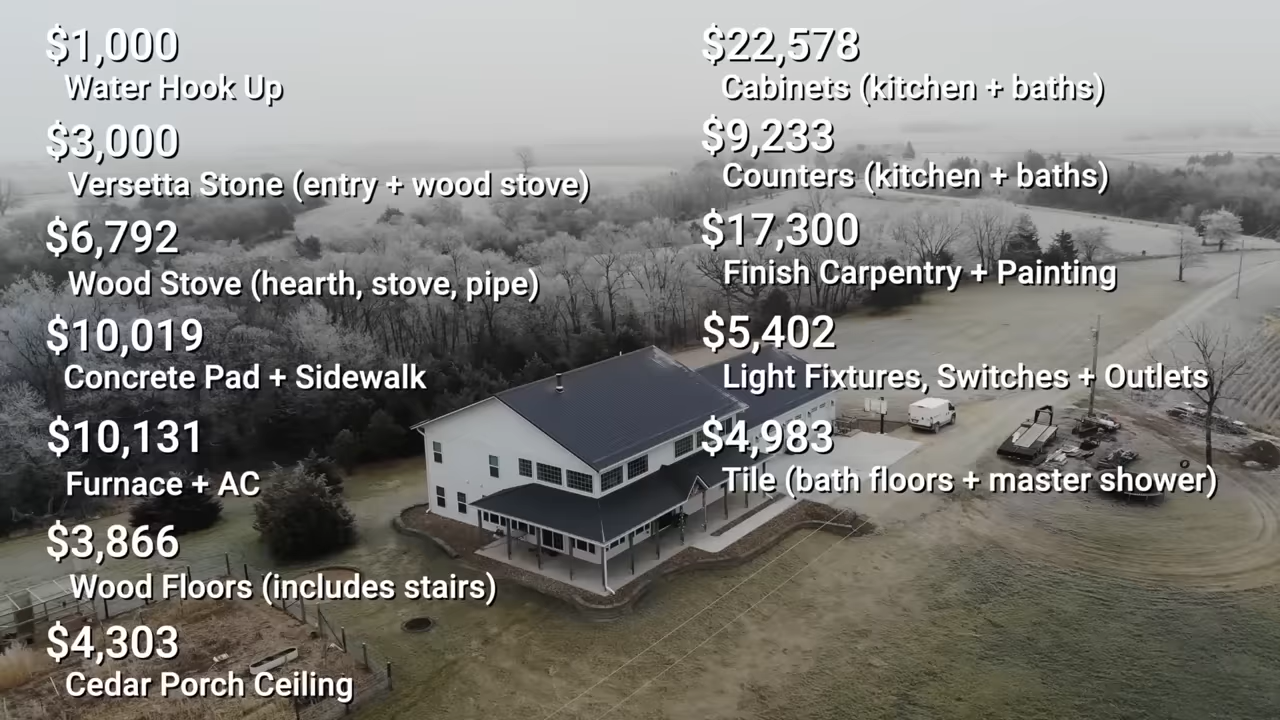 $1,000
Water Hook Up
$3,000
Versetta Stone (entry + wood stove)
$6,792
Wood Stove (hearth, stove, pipe)
$10,019
Concrete Pad + Sidewalk
$10,131
Furnace + AC
$3,866
Wood Floors (includes stairs)
$4,303
Cedar Porch Ceiling
$22,578
Cabinets (kitchen + baths)
$9,233
Counters (kitchen + baths)
$17,300
Finish Carpentry + Painting
$5,402
Light Fixtures, Switches + Outlets
$4,983
Tile (bath floors + master shower)